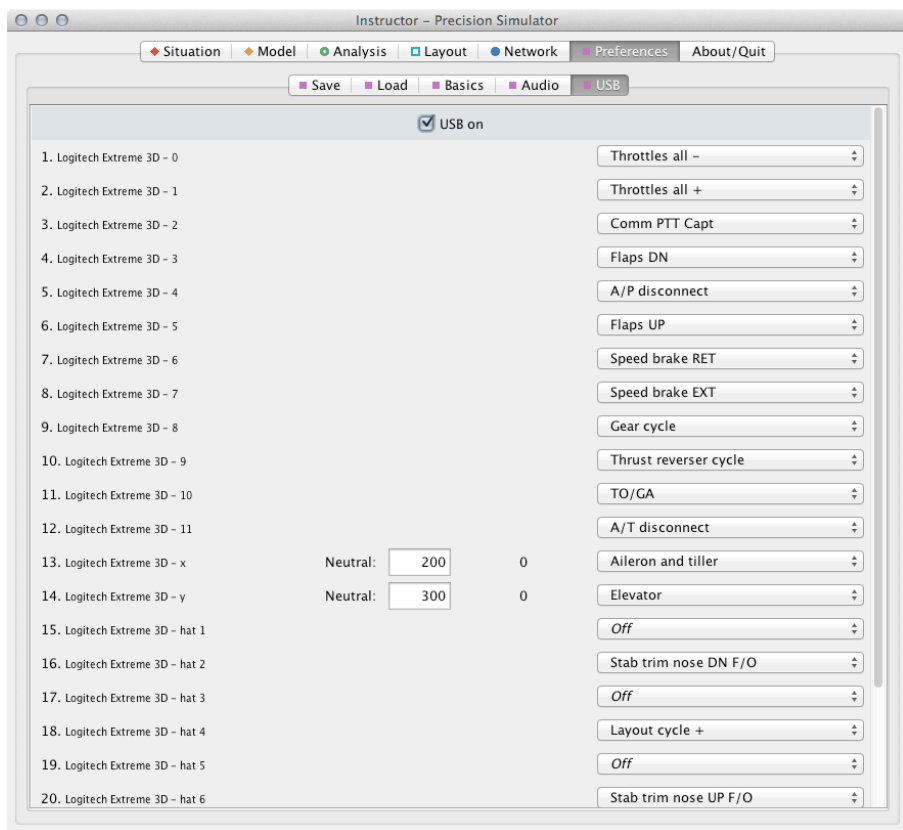 Instructor – Precision Simulator
Situation Model Analysis Layout Network Preferences About/Quit
Save Load Basics Audio USB
USB on
1. Logitech Extreme 3D – 0 Throttles all –
2. Logitech Extreme 3D – 1 Throttles all +
3. Logitech Extreme 3D – 2 Comm PTT Capt
4. Logitech Extreme 3D – 3 Flaps DN
5. Logitech Extreme 3D – 4 A/P disconnect
6. Logitech Extreme 3D – 5 Flaps UP
7. Logitech Extreme 3D – 6 Speed brake RET
8. Logitech Extreme 3D – 7 Speed brake EXT
9. Logitech Extreme 3D – 8 Gear cycle
10. Logitech Extreme 3D – 9 Thrust reverser cycle
11. Logitech Extreme 3D – 10 TO/GA
12. Logitech Extreme 3D – 11 A/T disconnect
13. Logitech Extreme 3D – x Neutral: 200 0 Aileron and tiller
14. Logitech Extreme 3D – y Neutral: 300 0 Elevator
15. Logitech Extreme 3D – hat 1 Off
16. Logitech Extreme 3D – hat 2 Stab trim nose DN F/O
17. Logitech Extreme 3D – hat 3 Off
18. Logitech Extreme 3D – hat 4 Layout cycle +
19. Logitech Extreme 3D – hat 5 Off
20. Logitech Extreme 3D – hat 6 Stab trim nose UP F/O